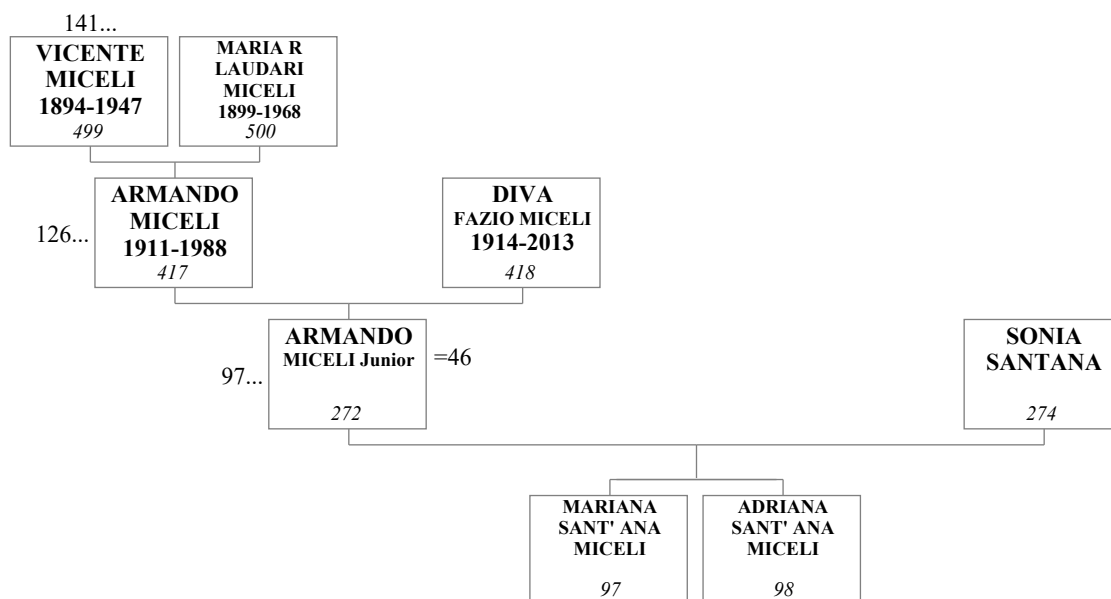 141...
VICENTE
MICELI
1894-1947
499
MARIA R
LAUDARI
MICELI
1899-1968
500
126...
ARMANDO
MICELI
1911-1988
417
DIVA
FAZIO MICELI
1914-2013
418
97...
ARMANDO
MICELI Junior
272
=46
SONIA
SANTANA
274
MARIANA
SANT' ANA
MICELI
97
ADRIANA
SANT' ANA
MICELI
98